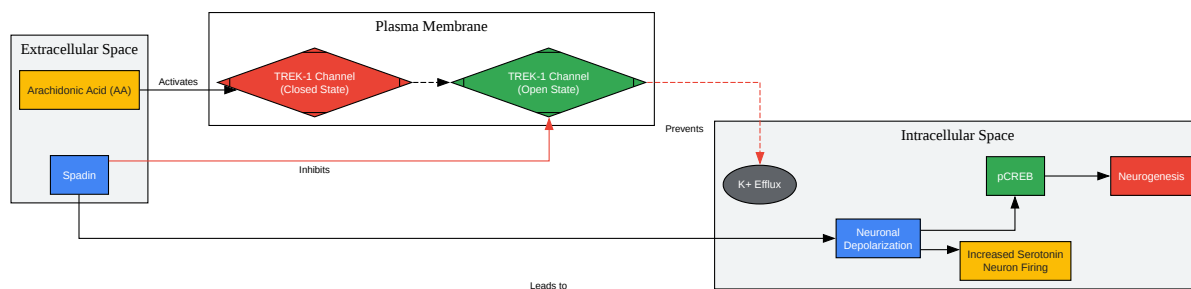 Plasma Membrane
Extracellular Space
Arachidonic Acid (AA)
Activates
TREK-1 Channel
(Closed State)
TREK-1 Channel
(Open State)
Spadin
Inhibits
Prevents
Intracellular Space
K+ Efflux
pCREB
Neurogenesis
Neuronal
Depolarization
Increased Serotonin
Neuron Firing
Leads to